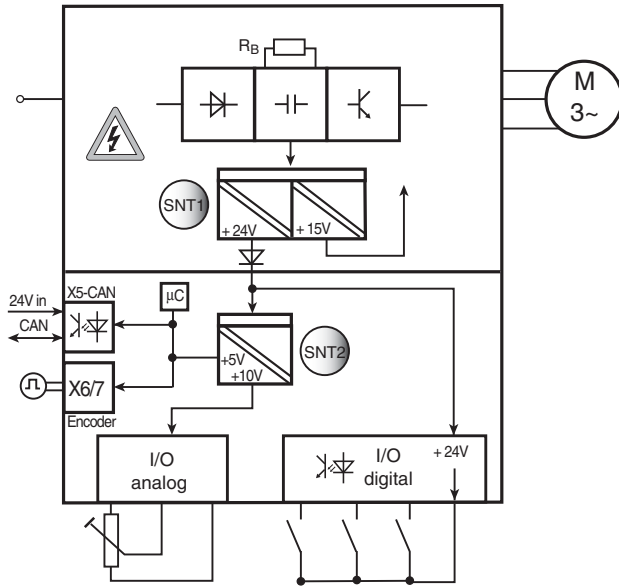 R_B
M
3~
SNT1
+ 24V
+ 15V
X5-CAN
24V in
CAN
µC
SNT2
+5V
+10V
X6/7
Encoder
I/O
analog
I/O
digital
+ 24V